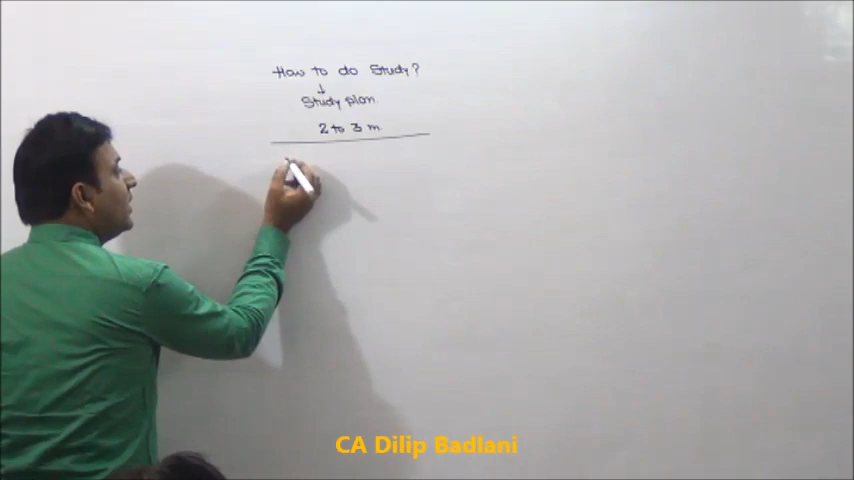 How to do Study?
↓
Study plan
2 to 3 m
CA Dilip Badlani